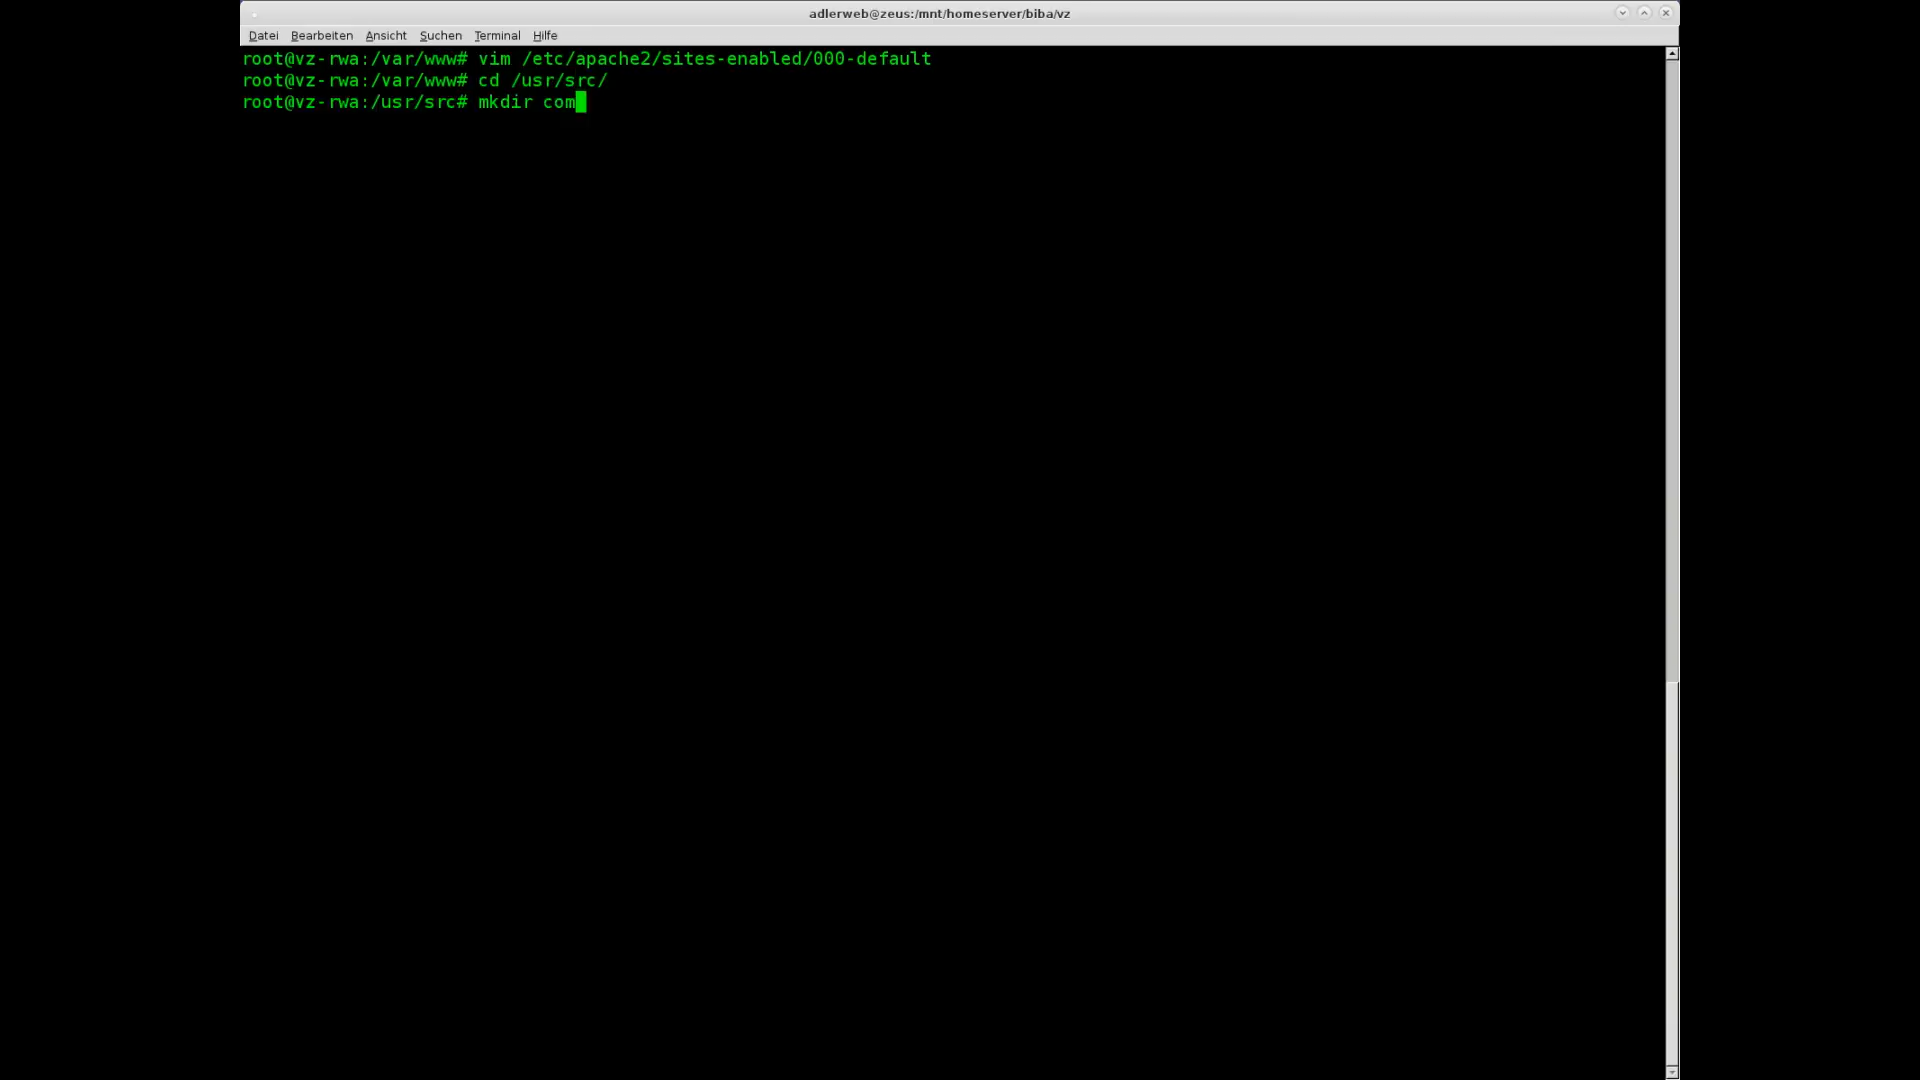 adlerweb@zeus:/mnt/homeserver/biba/vz
Datei Bearbeiten Ansicht Suchen Terminal Hilfe
root@vz-rwa:/var/www# vim /etc/apache2/sites-enabled/000-default
root@vz-rwa:/var/www# cd /usr/src/
root@vz-rwa:/usr/src# mkdir com